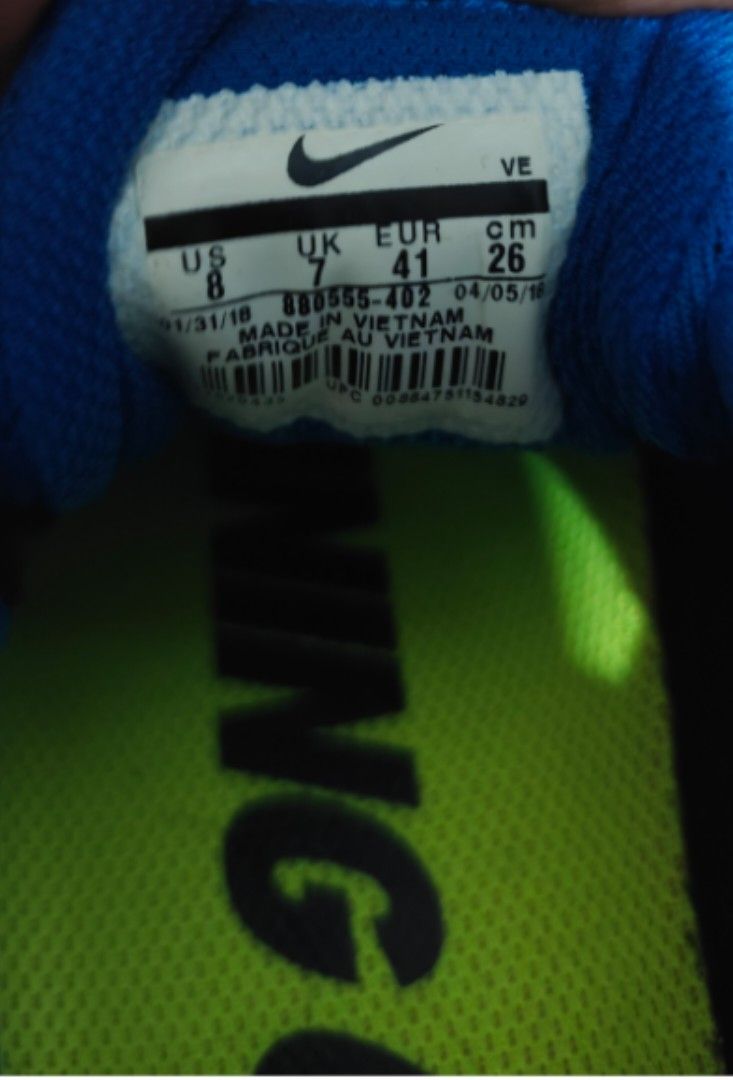 VE
US UK EUR cm
8 7 41 26
01/31/18 880555-402 04/05/18
MADE IN VIETNAM
FABRIQUE AU VIETNAM
UPC 00884751154829
NING